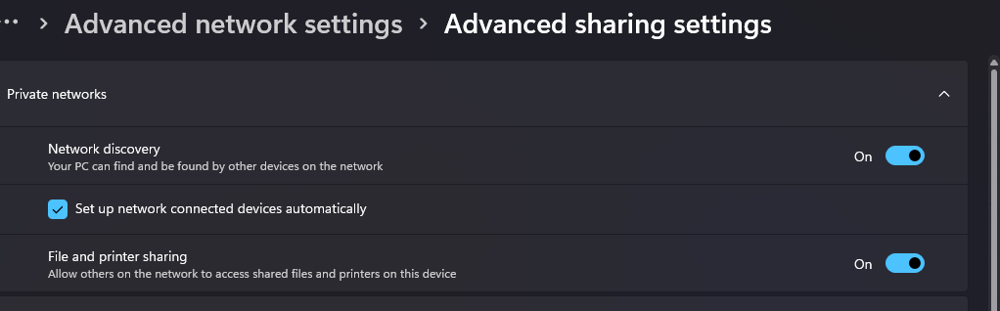 ... > Advanced network settings > Advanced sharing settings
Private networks
Network discovery
Your PC can find and be found by other devices on the network
On
Set up network connected devices automatically
File and printer sharing
Allow others on the network to access shared files and printers on this device
On